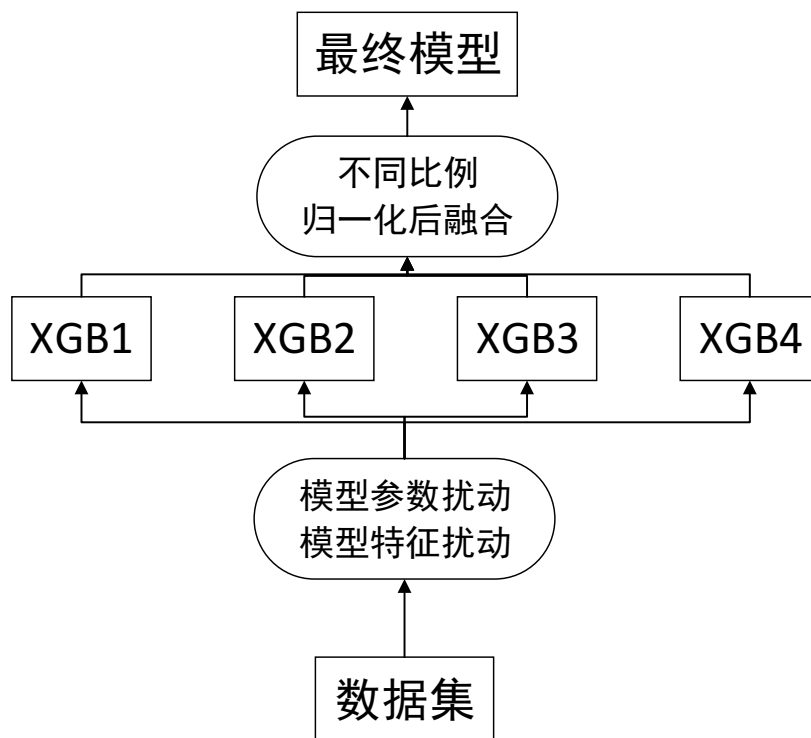 最终模型
不同比例
归一化后融合
XGB1
XGB2
XGB3
XGB4
模型参数扰动
模型特征扰动
数据集